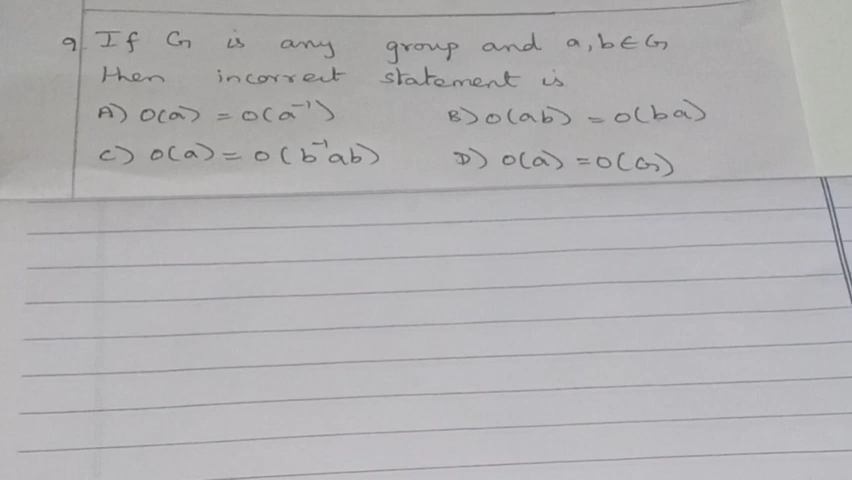 9 If G is any group and a, b ∈ G
then incorrect statement is
A) O(a) = O(a⁻¹) B) O(ab) = O(ba)
C) O(a) = O(b⁻¹ab) D) O(a) = O(G)